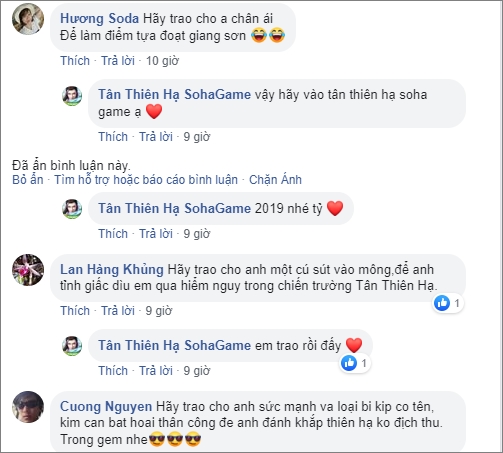 Hương Soda Hãy trao cho a chân ái
Để làm điểm tựa đoạt giang sơn 😂😂
Thích · Trả lời · 10 giờ
Tân Thiên Hạ SohaGame vậy hãy vào tân thiên hạ soha
game ạ ❤️
Thích · Trả lời · 9 giờ
Đã ẩn bình luận này.
Bỏ ẩn · Tìm hỗ trợ hoặc báo cáo bình luận · Chặn Ánh
Tân Thiên Hạ SohaGame 2019 nhé tỷ ❤️
Thích · Trả lời · 9 giờ
Lan Hàng Khủng Hãy trao cho anh một cú sút vào mông,để anh
tỉnh giấc dìu em qua hiểm nguy trong chiến trường Tân Thiên Hạ.
1
Thích · Trả lời · 9 giờ
Tân Thiên Hạ SohaGame em trao rồi đấy ❤️
1
Thích · Trả lời · 9 giờ
Cuong Nguyen Hãy trao cho anh sức mạnh va loại bi kip co tên,
kim can bat hoai thân công đe anh đánh khắp thiên hạ ko địch thu.
Trong gem nhe😎😎😎